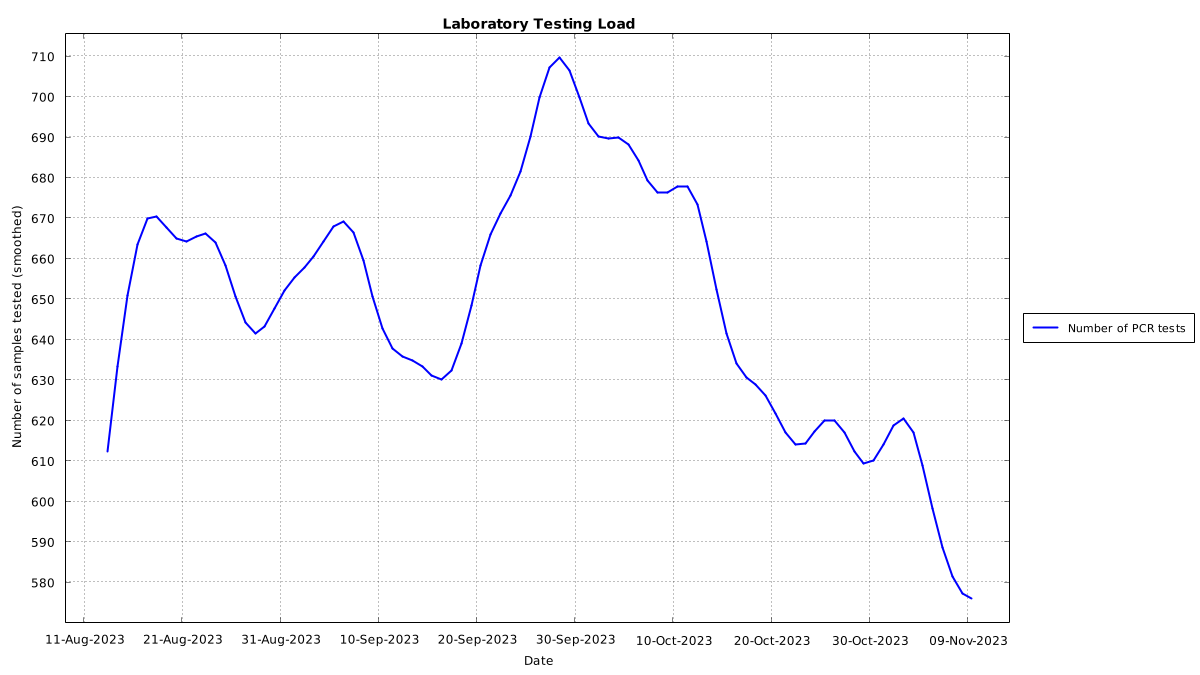 Laboratory Testing Load
Number of samples tested (smoothed)
710
700
690
680
670
660
650
640
630
620
610
600
590
580
11-Aug-2023 21-Aug-2023 31-Aug-2023 10-Sep-2023 20-Sep-2023 30-Sep-2023 10-Oct-2023 20-Oct-2023 30-Oct-2023 09-Nov-2023
Date
Number of PCR tests